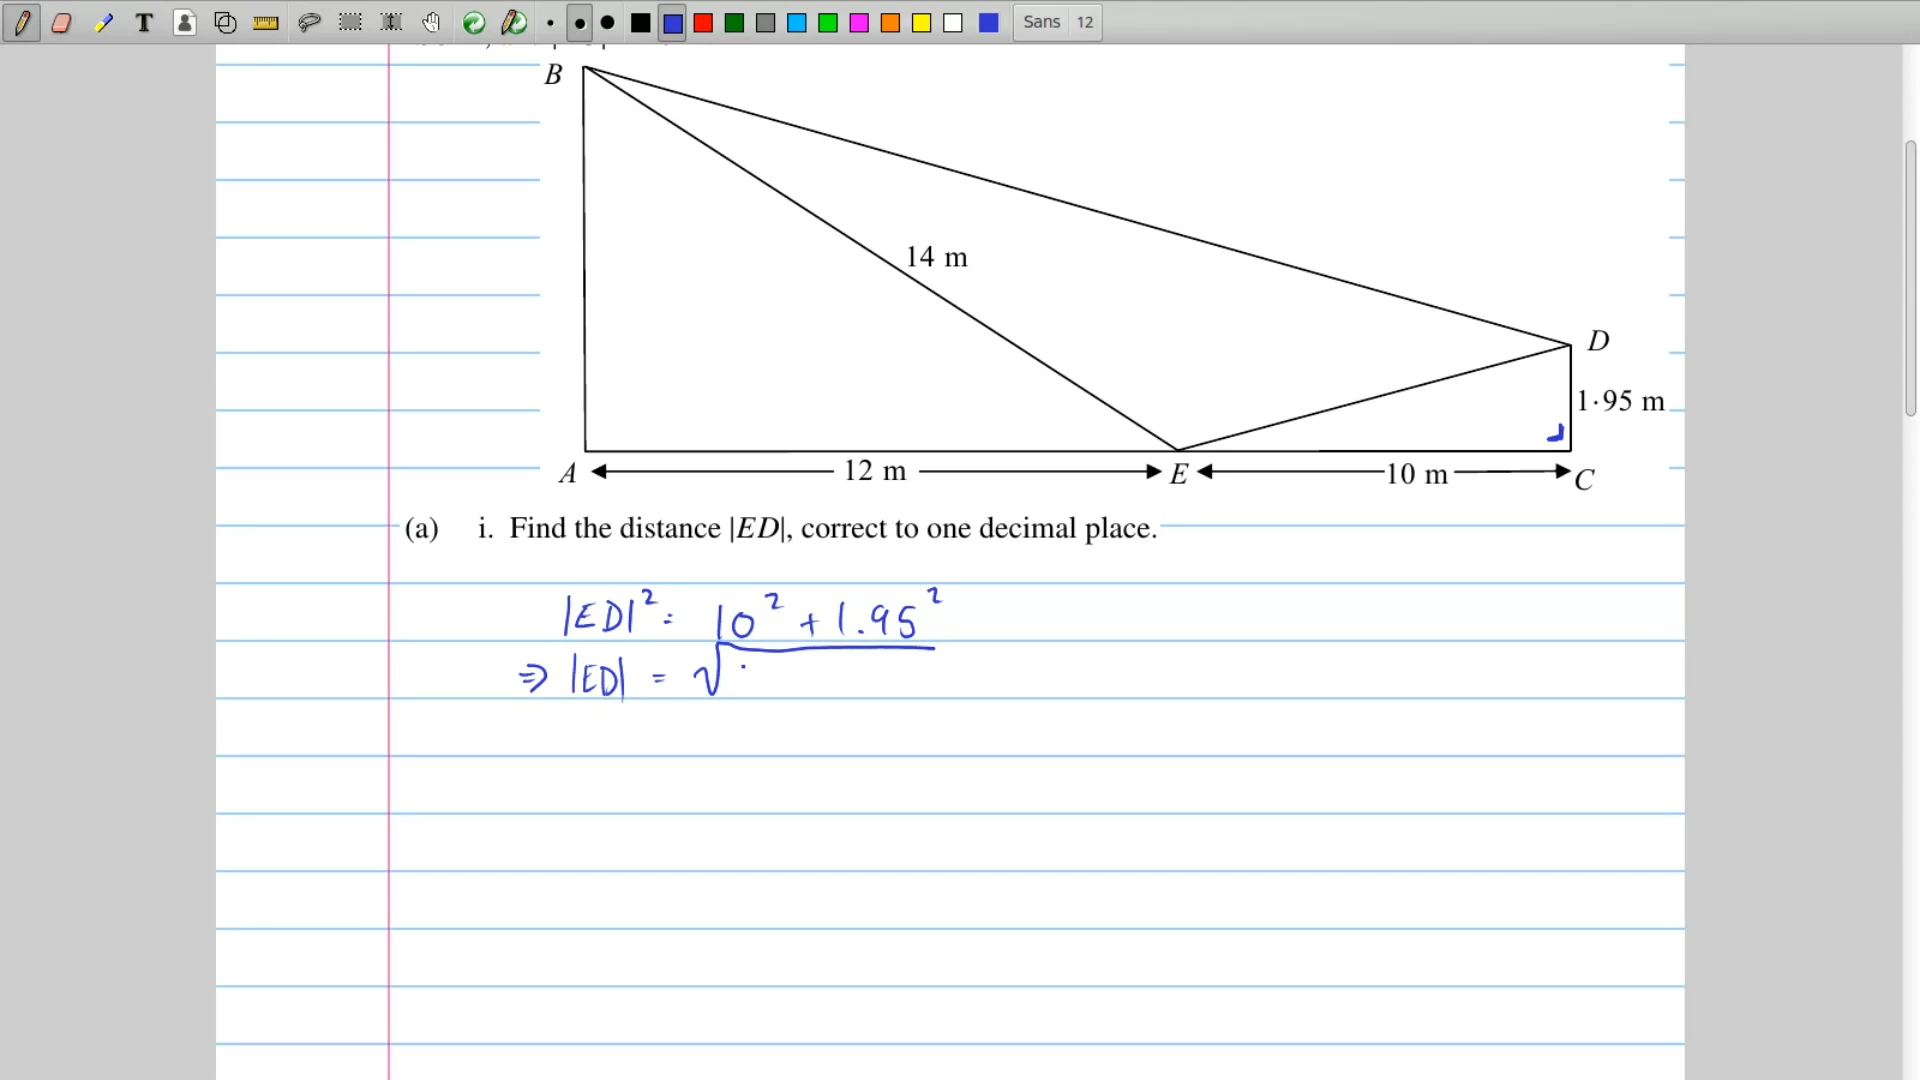 Sans 12
B
14 m
D
1·95 m
A 12 m E 10 m C
(a) i. Find the distance |ED|, correct to one decimal place.
|ED|² = 10² + 1.95²
⇒ |ED| = √